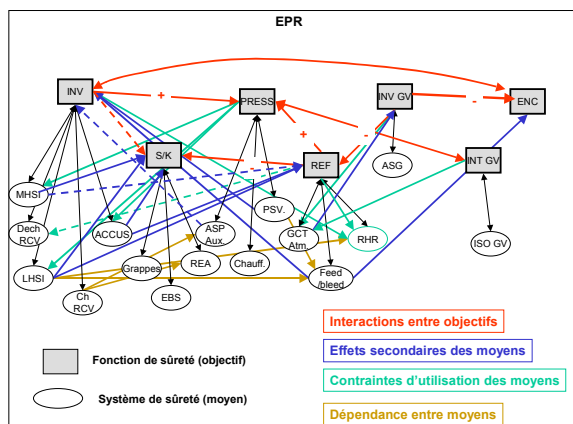 EPR
INV
PRESS
INV GV
ENC
+
-
+
-
S/K
-
REF
ASG
INT GV
MHSI
Dech
RCV
ACCUS
ASP
Aux.
PSV.
GCT
Atm.
RHR
ISO GV
LHSI
Ch
RCV
Grappes
REA
EBS
Chauff.
Feed
/bleed
Interactions entre objectifs
Fonction de sûreté (objectif)
Effets secondaires des moyens
Contraintes d'utilisation des moyens
Système de sûreté (moyen)
Dépendance entre moyens